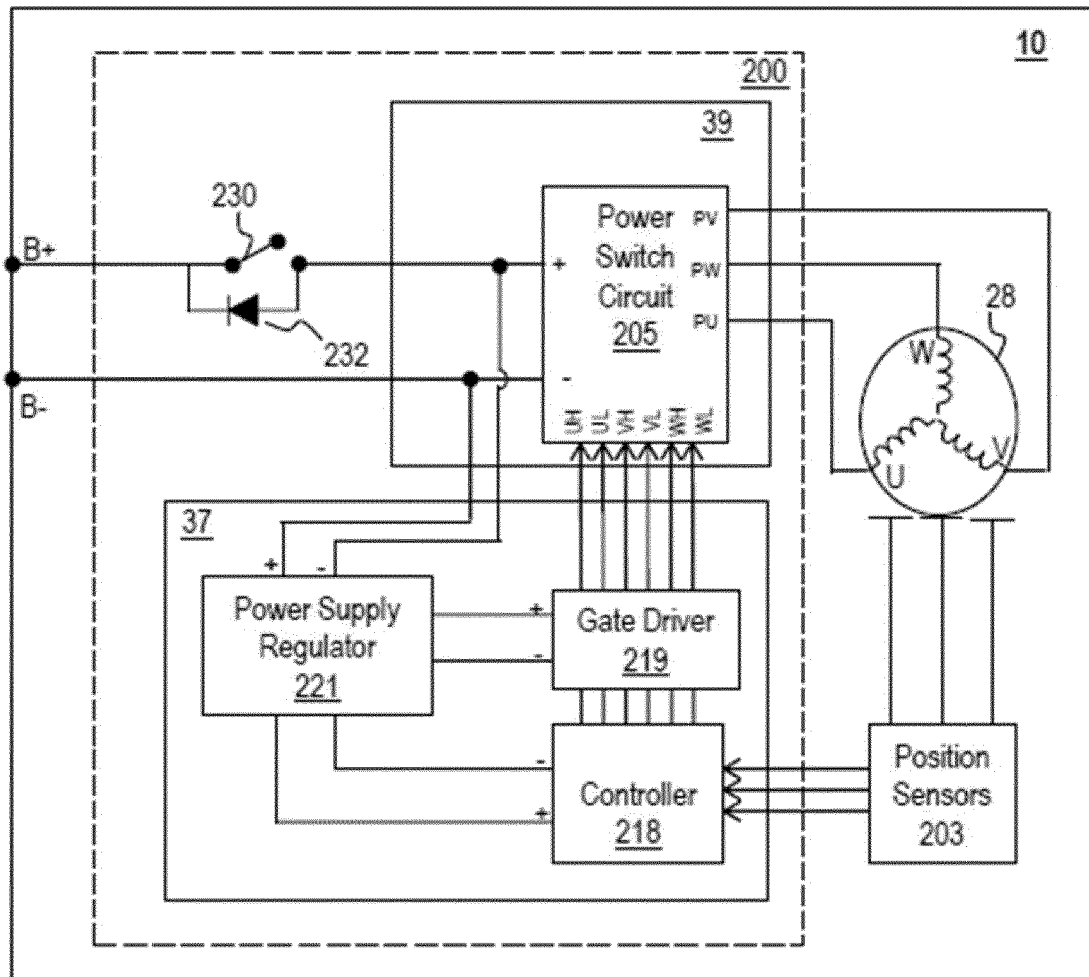 10
200
39
230
B+
232
B-
+
-
Power
Switch
Circuit
205
PV
PW
PU
UH
UL
VH
VL
WH
WL
28
W
U
V
37
+
-
Power Supply
Regulator
221
+
-
Gate Driver
219
-
+
Controller
218
Position
Sensors
203